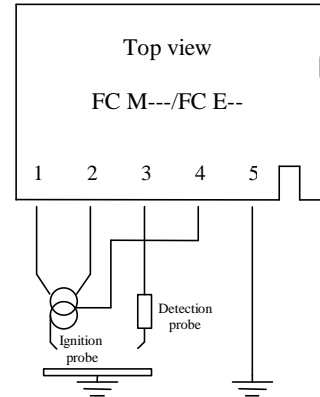 Top view
FC M---/FC E--
1 2 3 4 5
Detection
probe
Ignition
probe